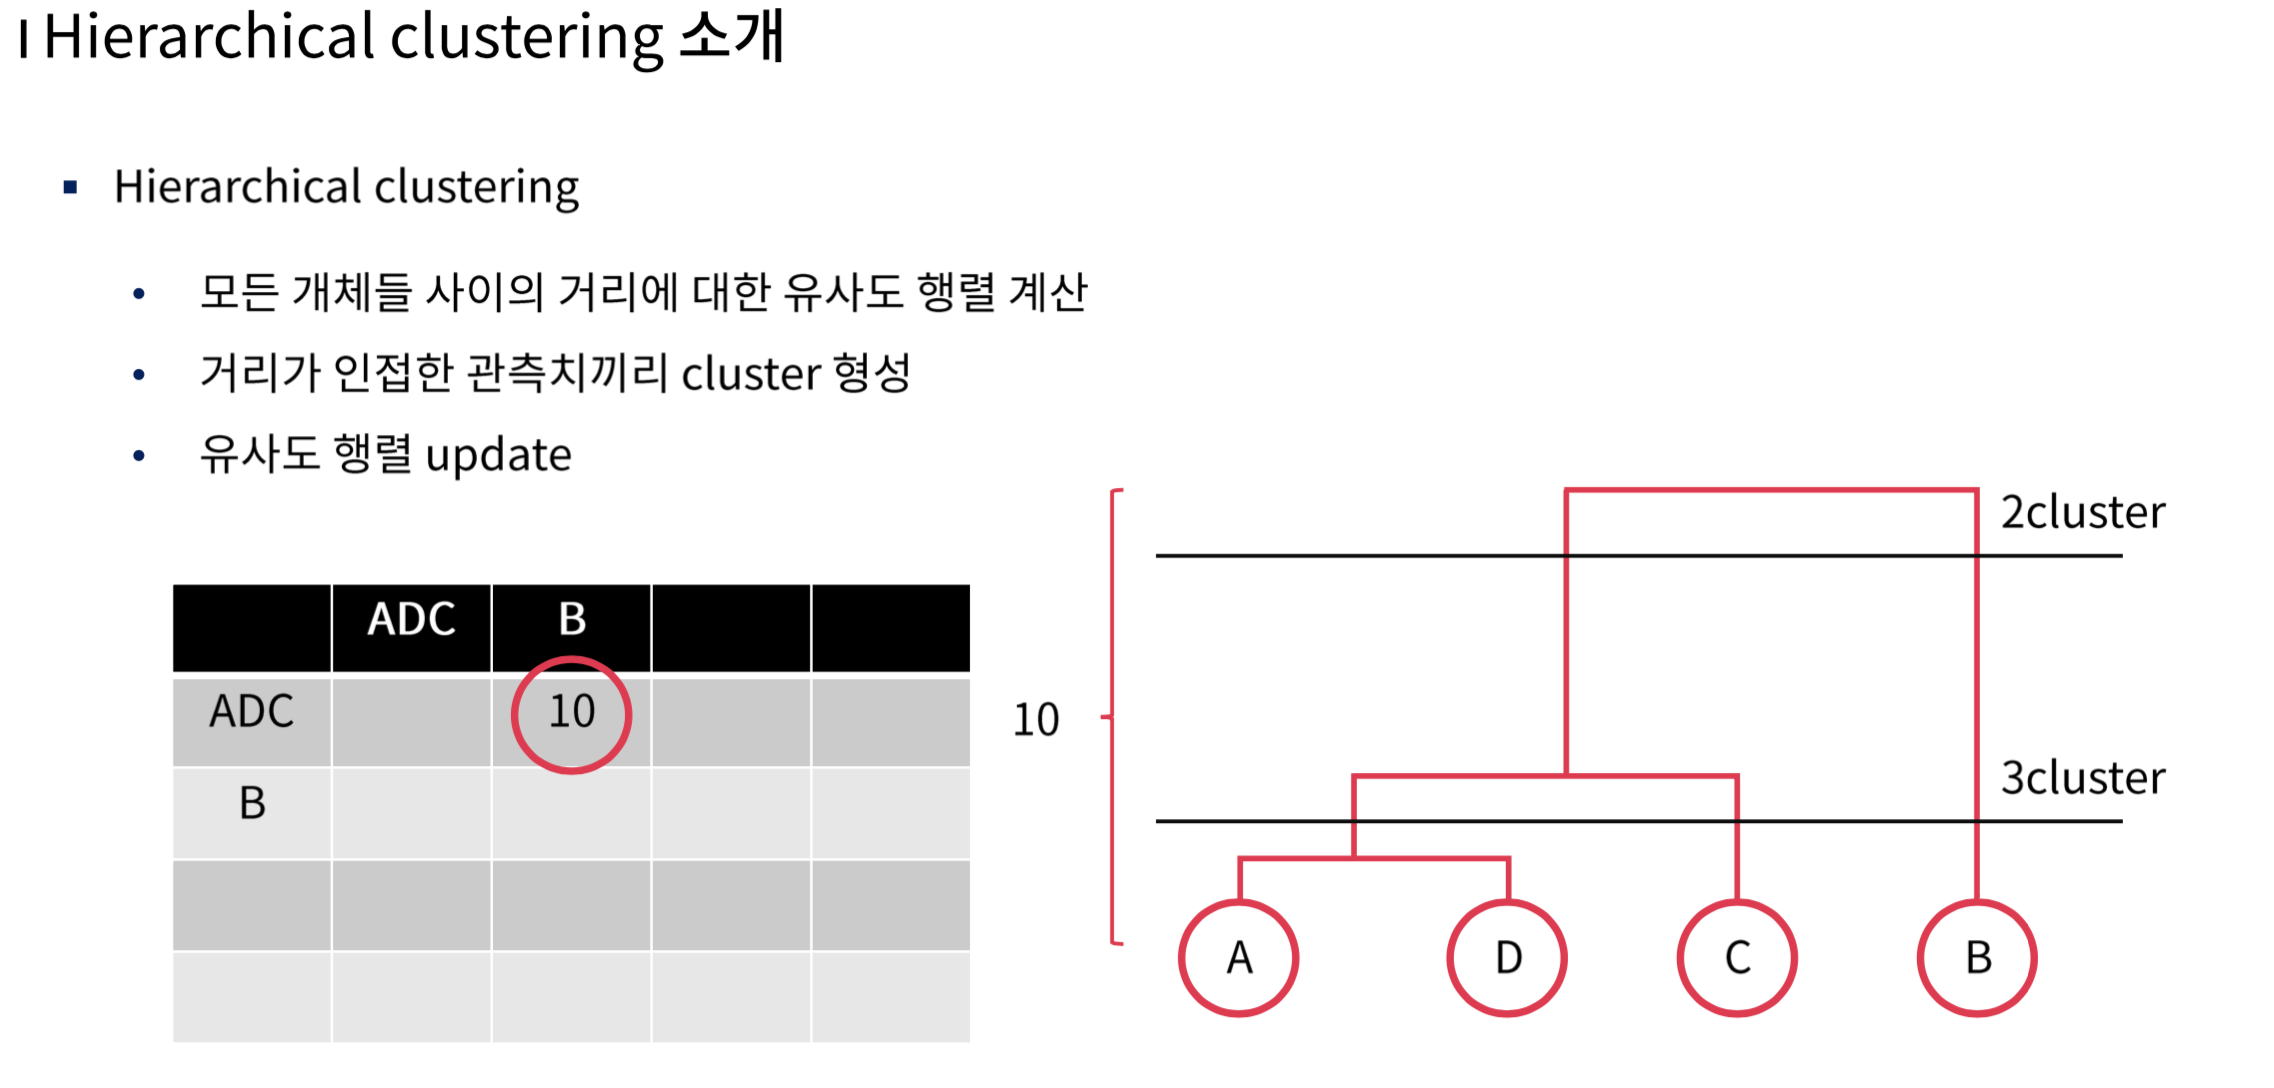 I Hierarchical clustering 소개
▪ Hierarchical clustering
• 모든 개체들 사이의 거리에 대한 유사도 행렬 계산
• 거리가 인접한 관측치끼리 cluster 형성
• 유사도 행렬 update
ADC B
ADC 10
B
10
2cluster
3cluster
A D C B